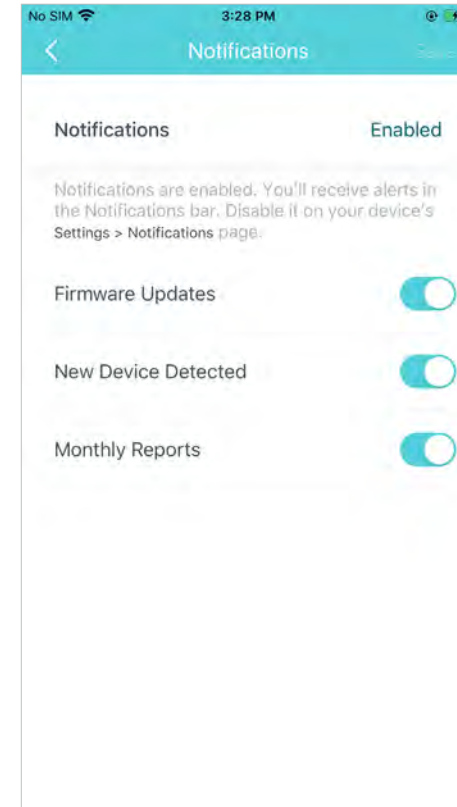 No SIM 3:28 PM
Notifications Save
Notifications Enabled
Notifications are enabled. You'll receive alerts in
the Notifications bar. Disable it on your device's
Settings > Notifications page.
Firmware Updates
New Device Detected
Monthly Reports